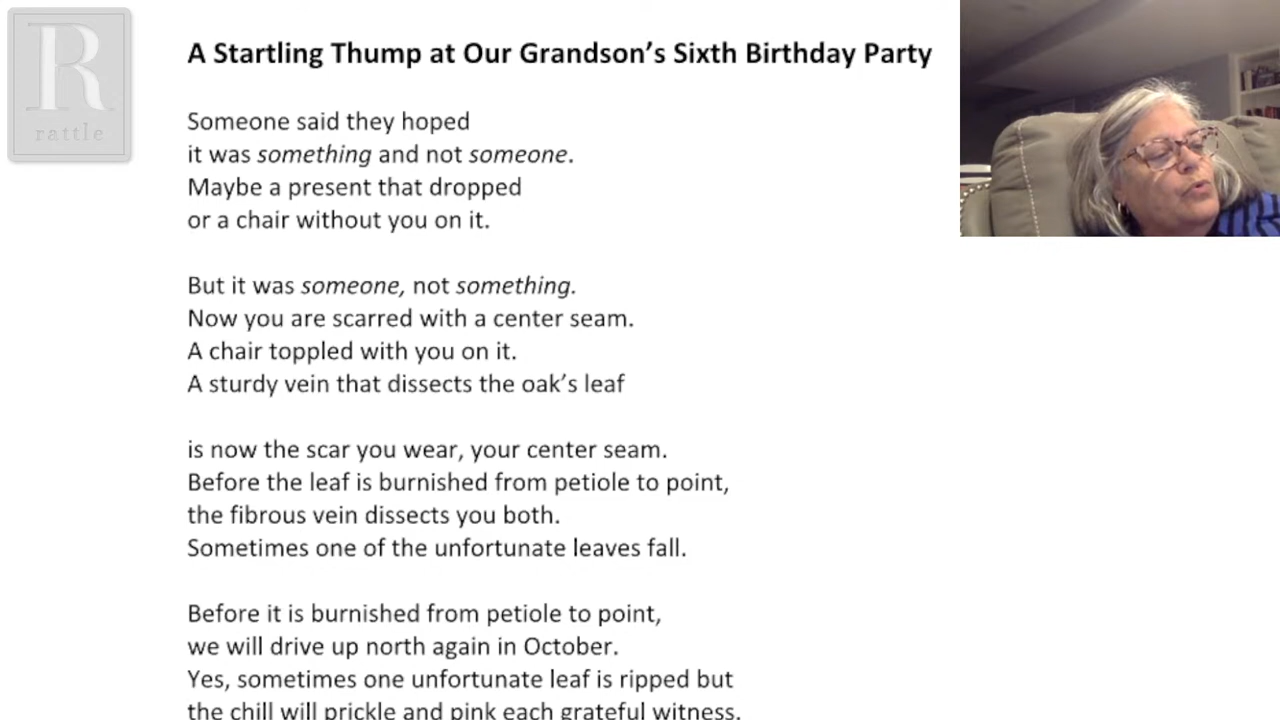 R
rattle
A Startling Thump at Our Grandson’s Sixth Birthday Party
Someone said they hoped
it was something and not someone.
Maybe a present that dropped
or a chair without you on it.
But it was someone, not something.
Now you are scarred with a center seam.
A chair toppled with you on it.
A sturdy vein that dissects the oak’s leaf
is now the scar you wear, your center seam.
Before the leaf is burnished from petiole to point,
the fibrous vein dissects you both.
Sometimes one of the unfortunate leaves fall.
Before it is burnished from petiole to point,
we will drive up north again in October.
Yes, sometimes one unfortunate leaf is ripped but
the chill will prickle and pink each grateful witness.